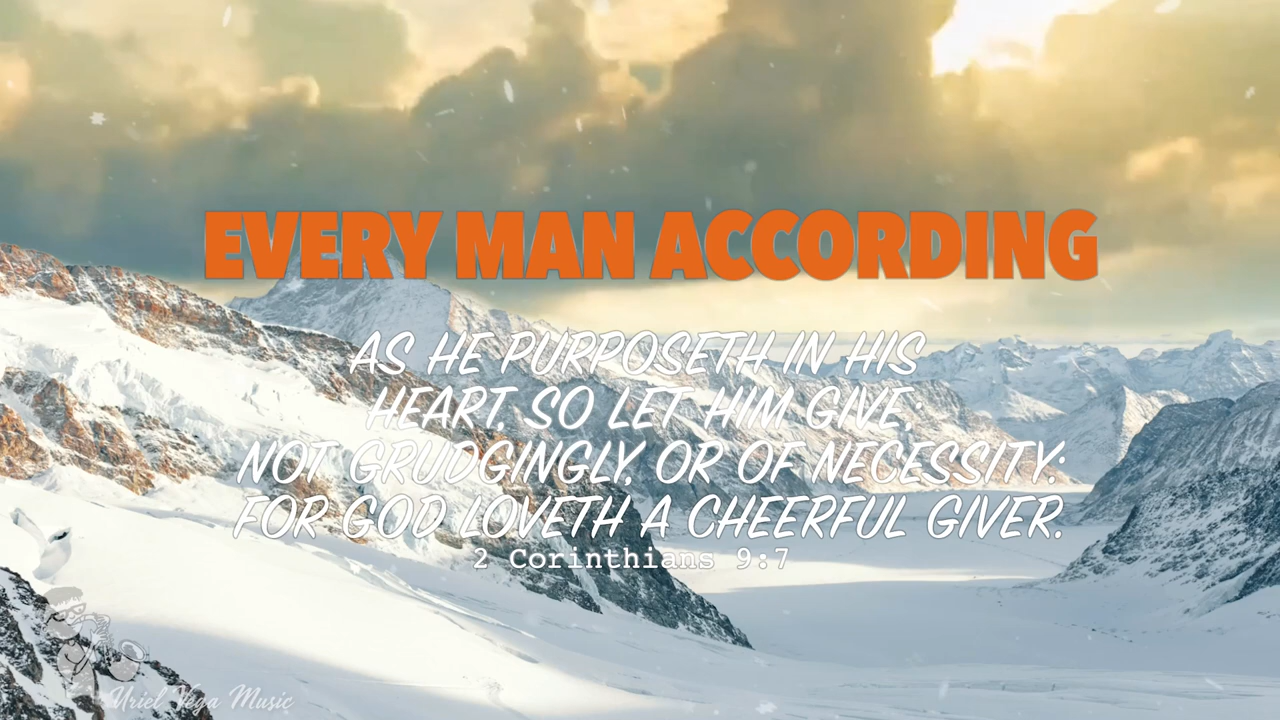 EVERY MAN ACCORDING
AS HE PURPOSETH IN HIS
HEART, SO LET HIM GIVE,
NOT GRUDGINGLY, OR OF NECESSITY:
FOR GOD LOVETH A CHEERFUL GIVER.
2 Corinthians 9:7
Uriel Vega Music